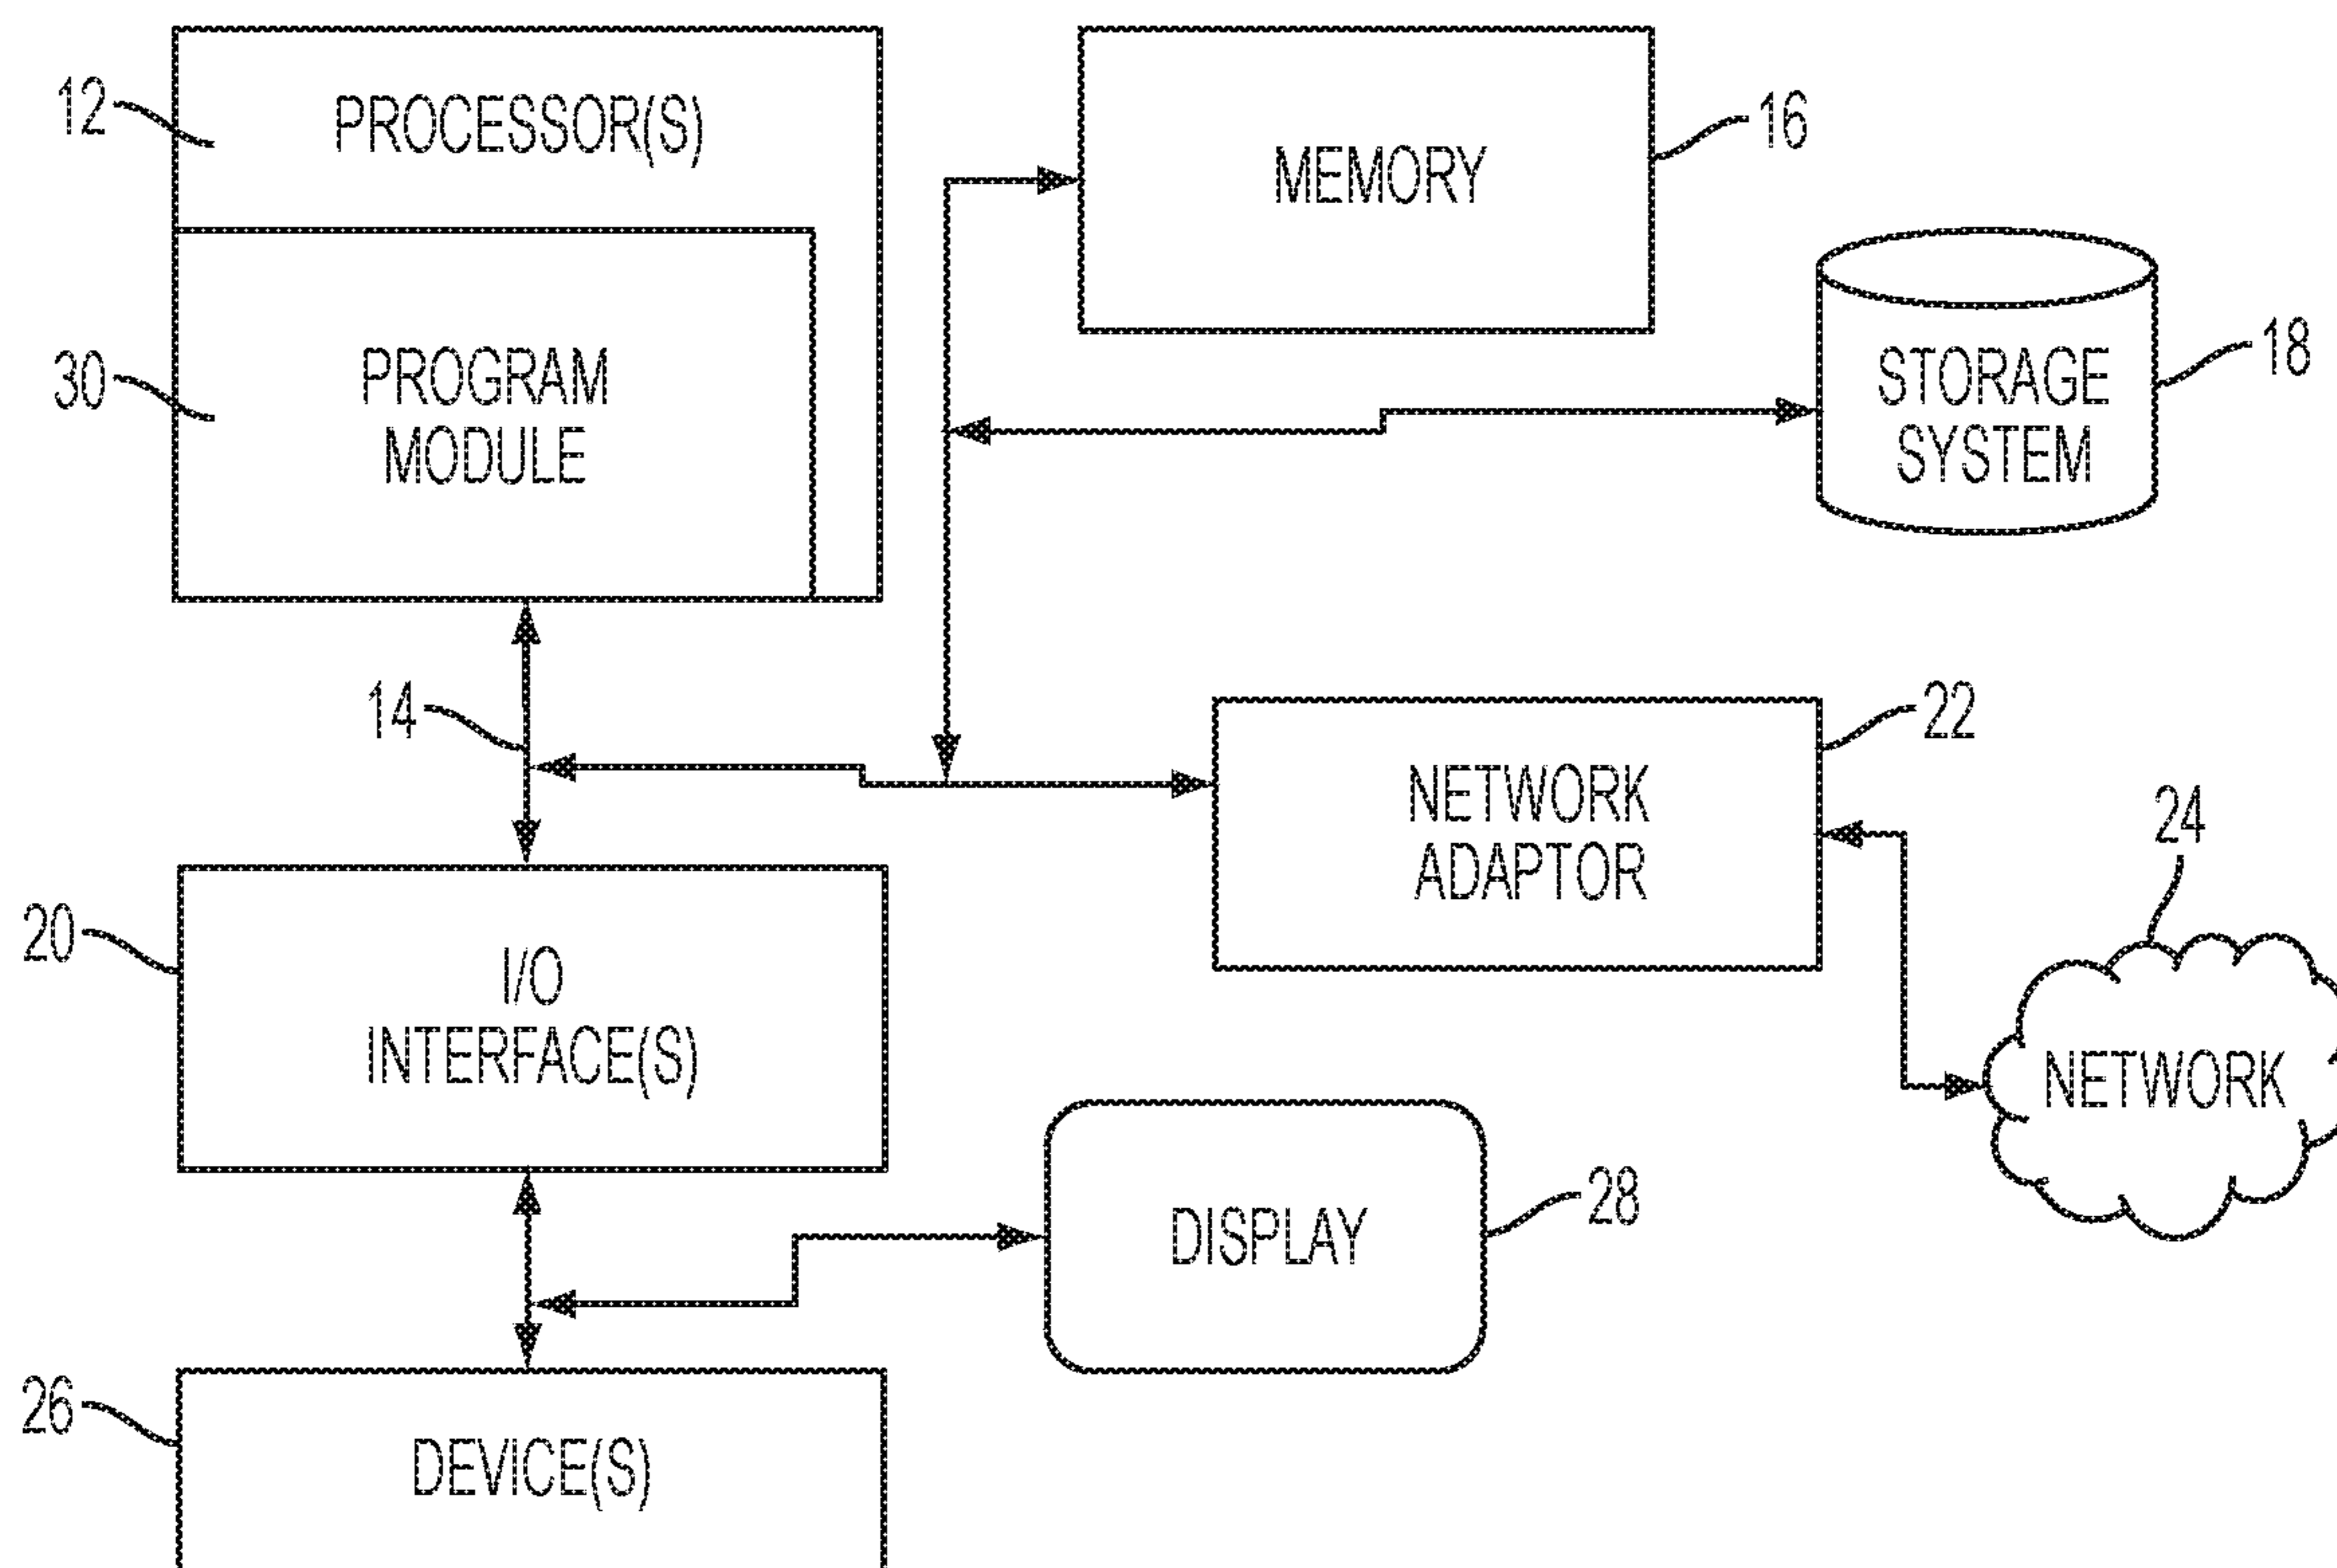 12
PROCESSOR(S)
MEMORY
16
30
PROGRAM
MODULE
STORAGE
SYSTEM
18
14
22
NETWORK
ADAPTOR
24
20
I/O
INTERFACE(S)
NETWORK
DISPLAY
28
26
DEVICE(S)